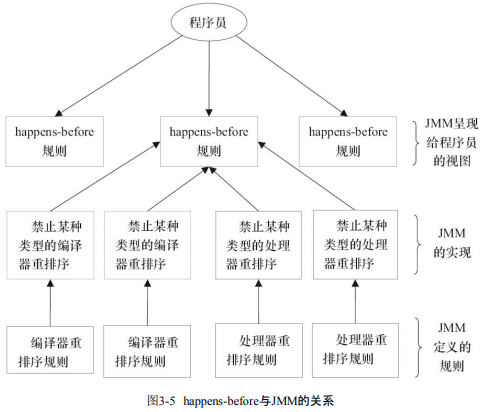 程序员
happens-before
规则
happens-before
规则
happens-before
规则
JMM呈现
给程序员
的视图
禁止某种
类型的编译
器重排序
禁止某种
类型的编译
器重排序
禁止某种
类型的处理
器重排序
禁止某种
类型的处理
器重排序
JMM
的实现
编译器重
排序规则
编译器重
排序规则
处理器重
排序规则
处理器重
排序规则
JMM
定义的
规则
图3-5 happens-before与JMM的关系